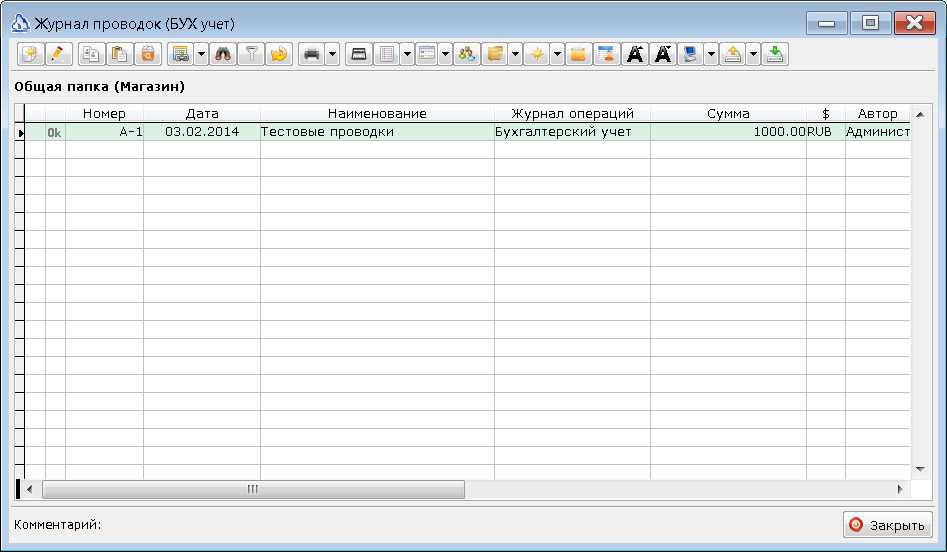 Журнал проводок (БУХ учет)
Общая папка (Магазин)
Номер Дата Наименование Журнал операций Сумма $ Автор
Ok А-1 03.02.2014 Тестовые проводки Бухгалтерский учет 1000.00 RUB Админист
Комментарий: Закрыть